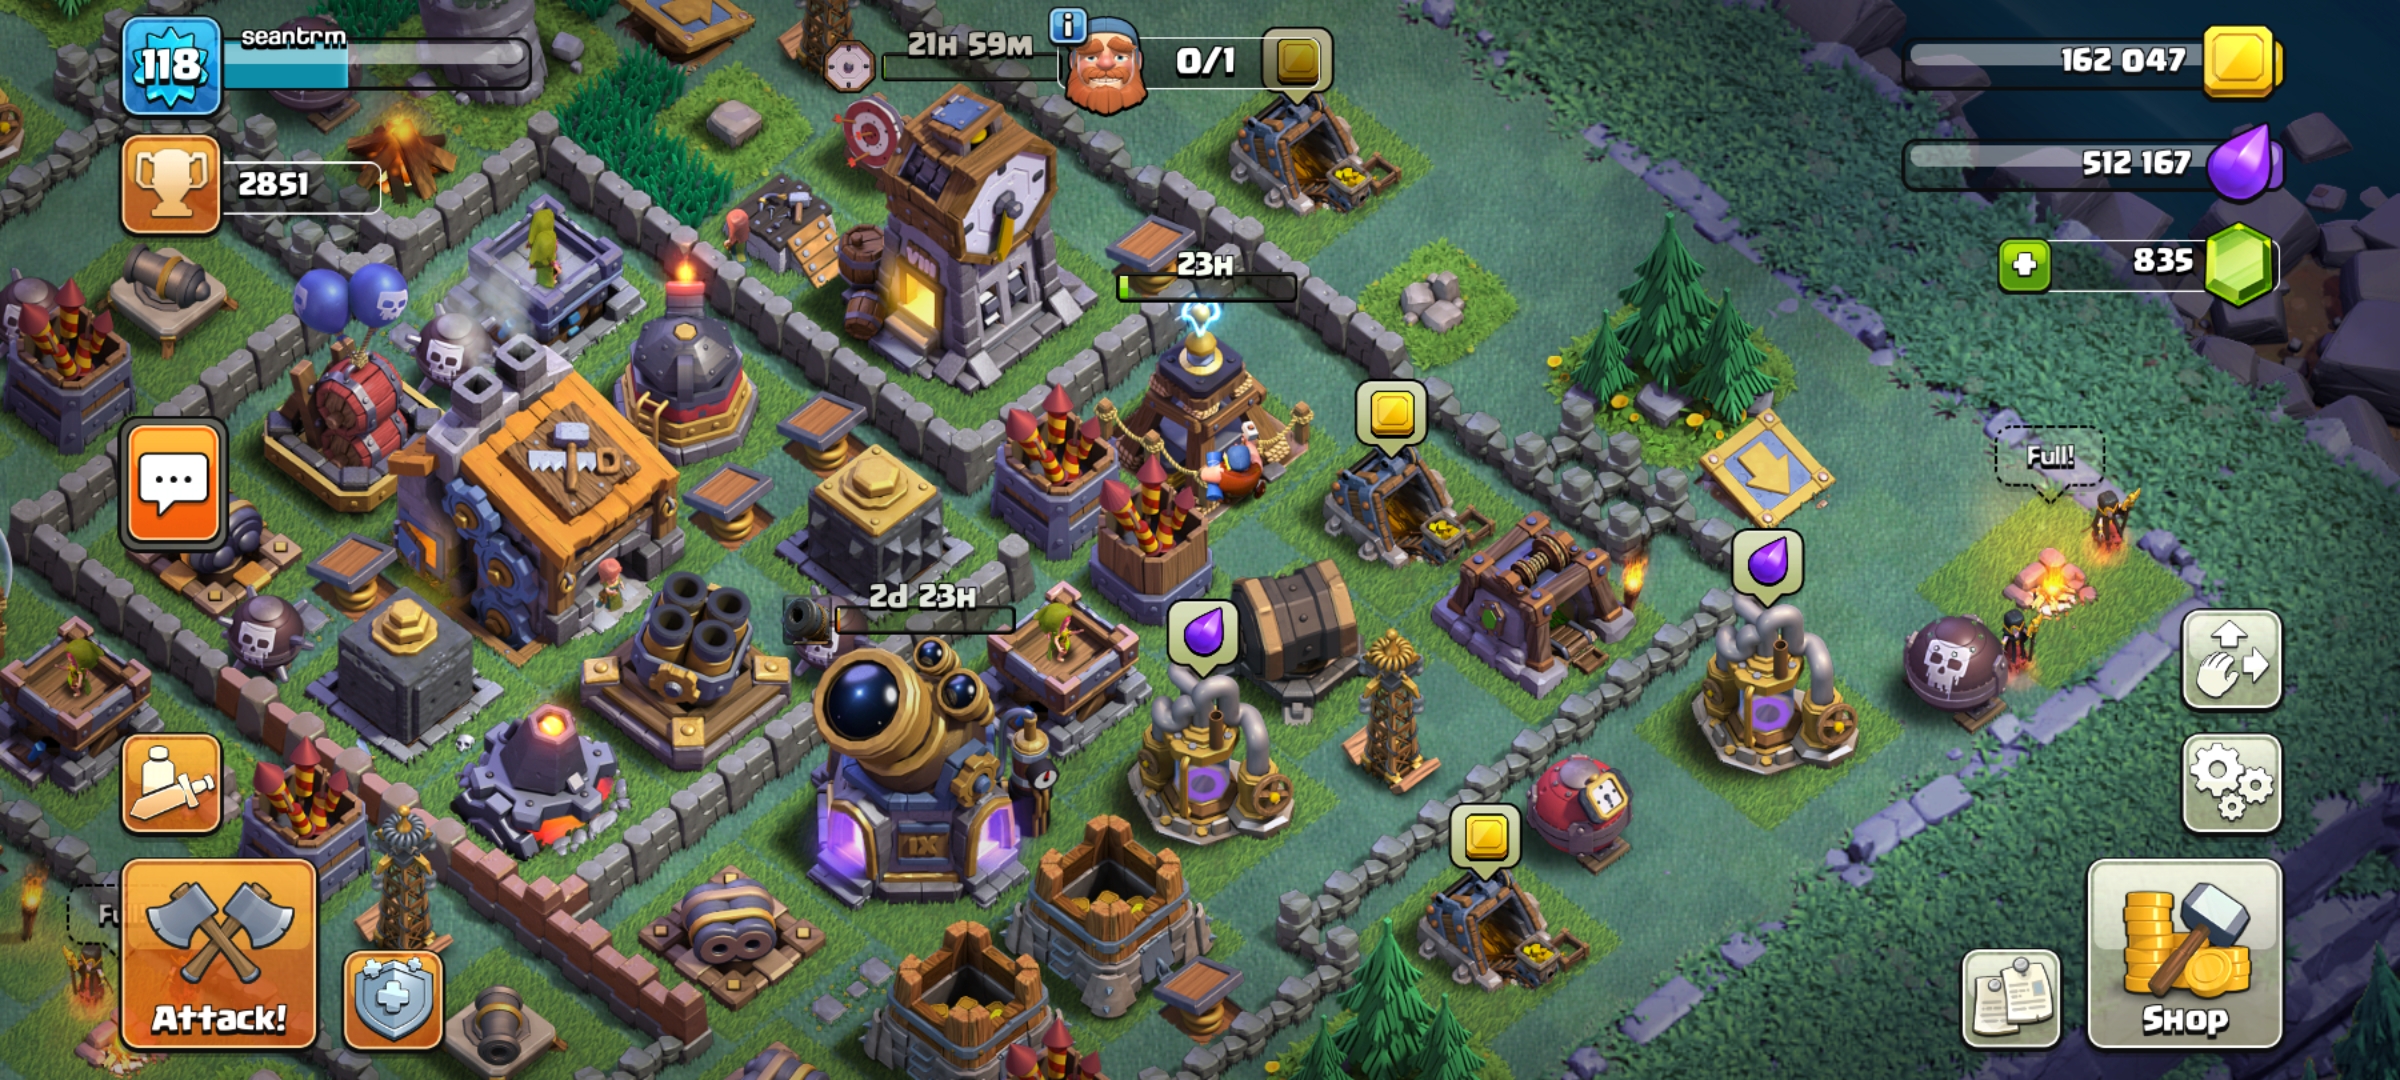 118
seantrm
21H 59M
i
0/1
162 047
2851
512 167
VIII
23H
835
Full!
2d 23H
IX
Attack!
Shop